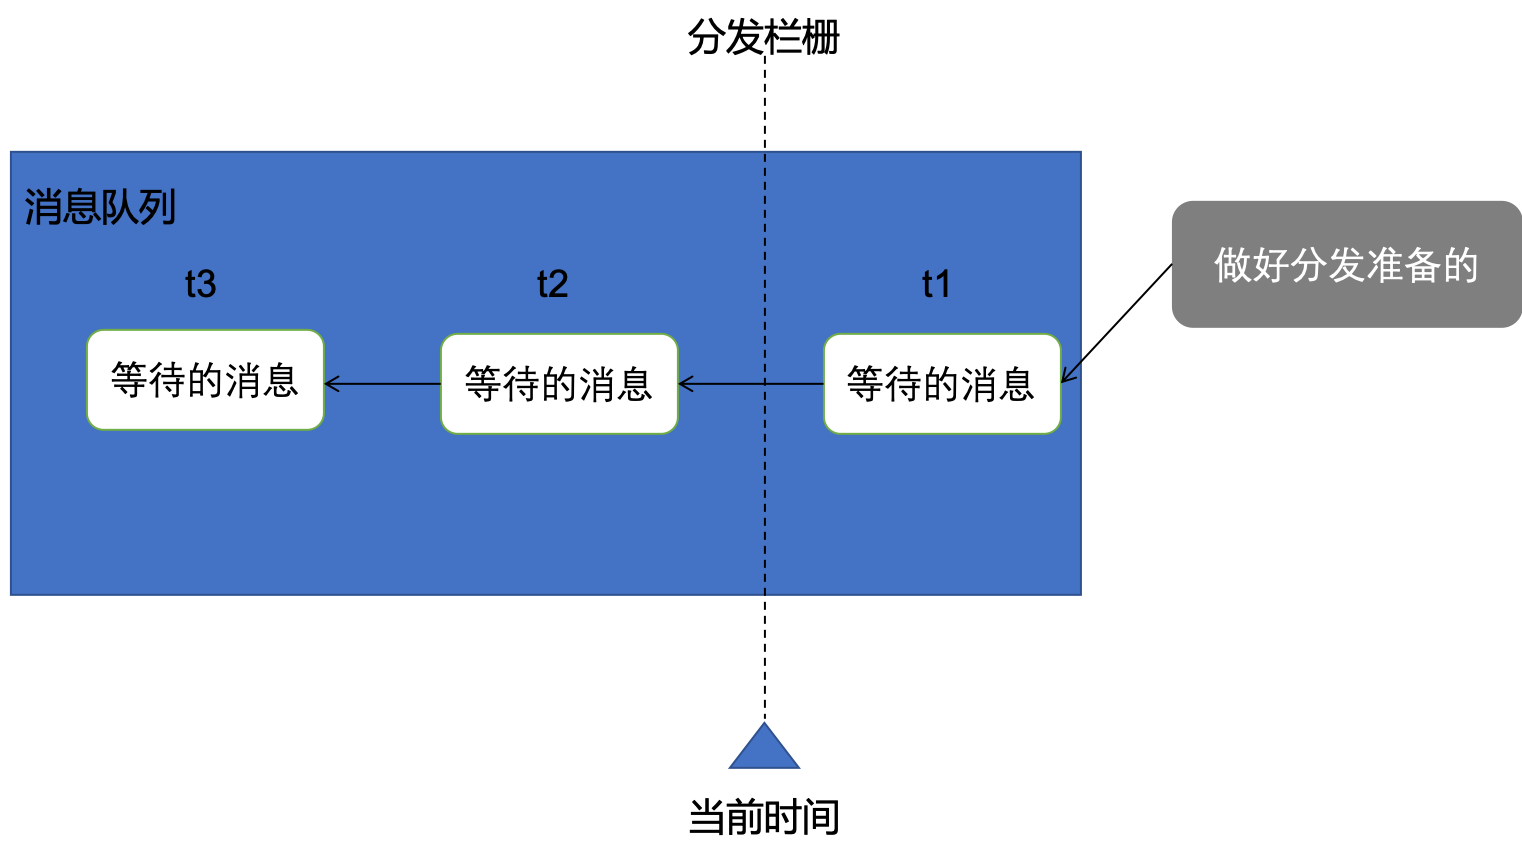 分发栏栅
消息队列
t3
t2
t1
做好分发准备的
等待的消息
等待的消息
等待的消息
当前时间